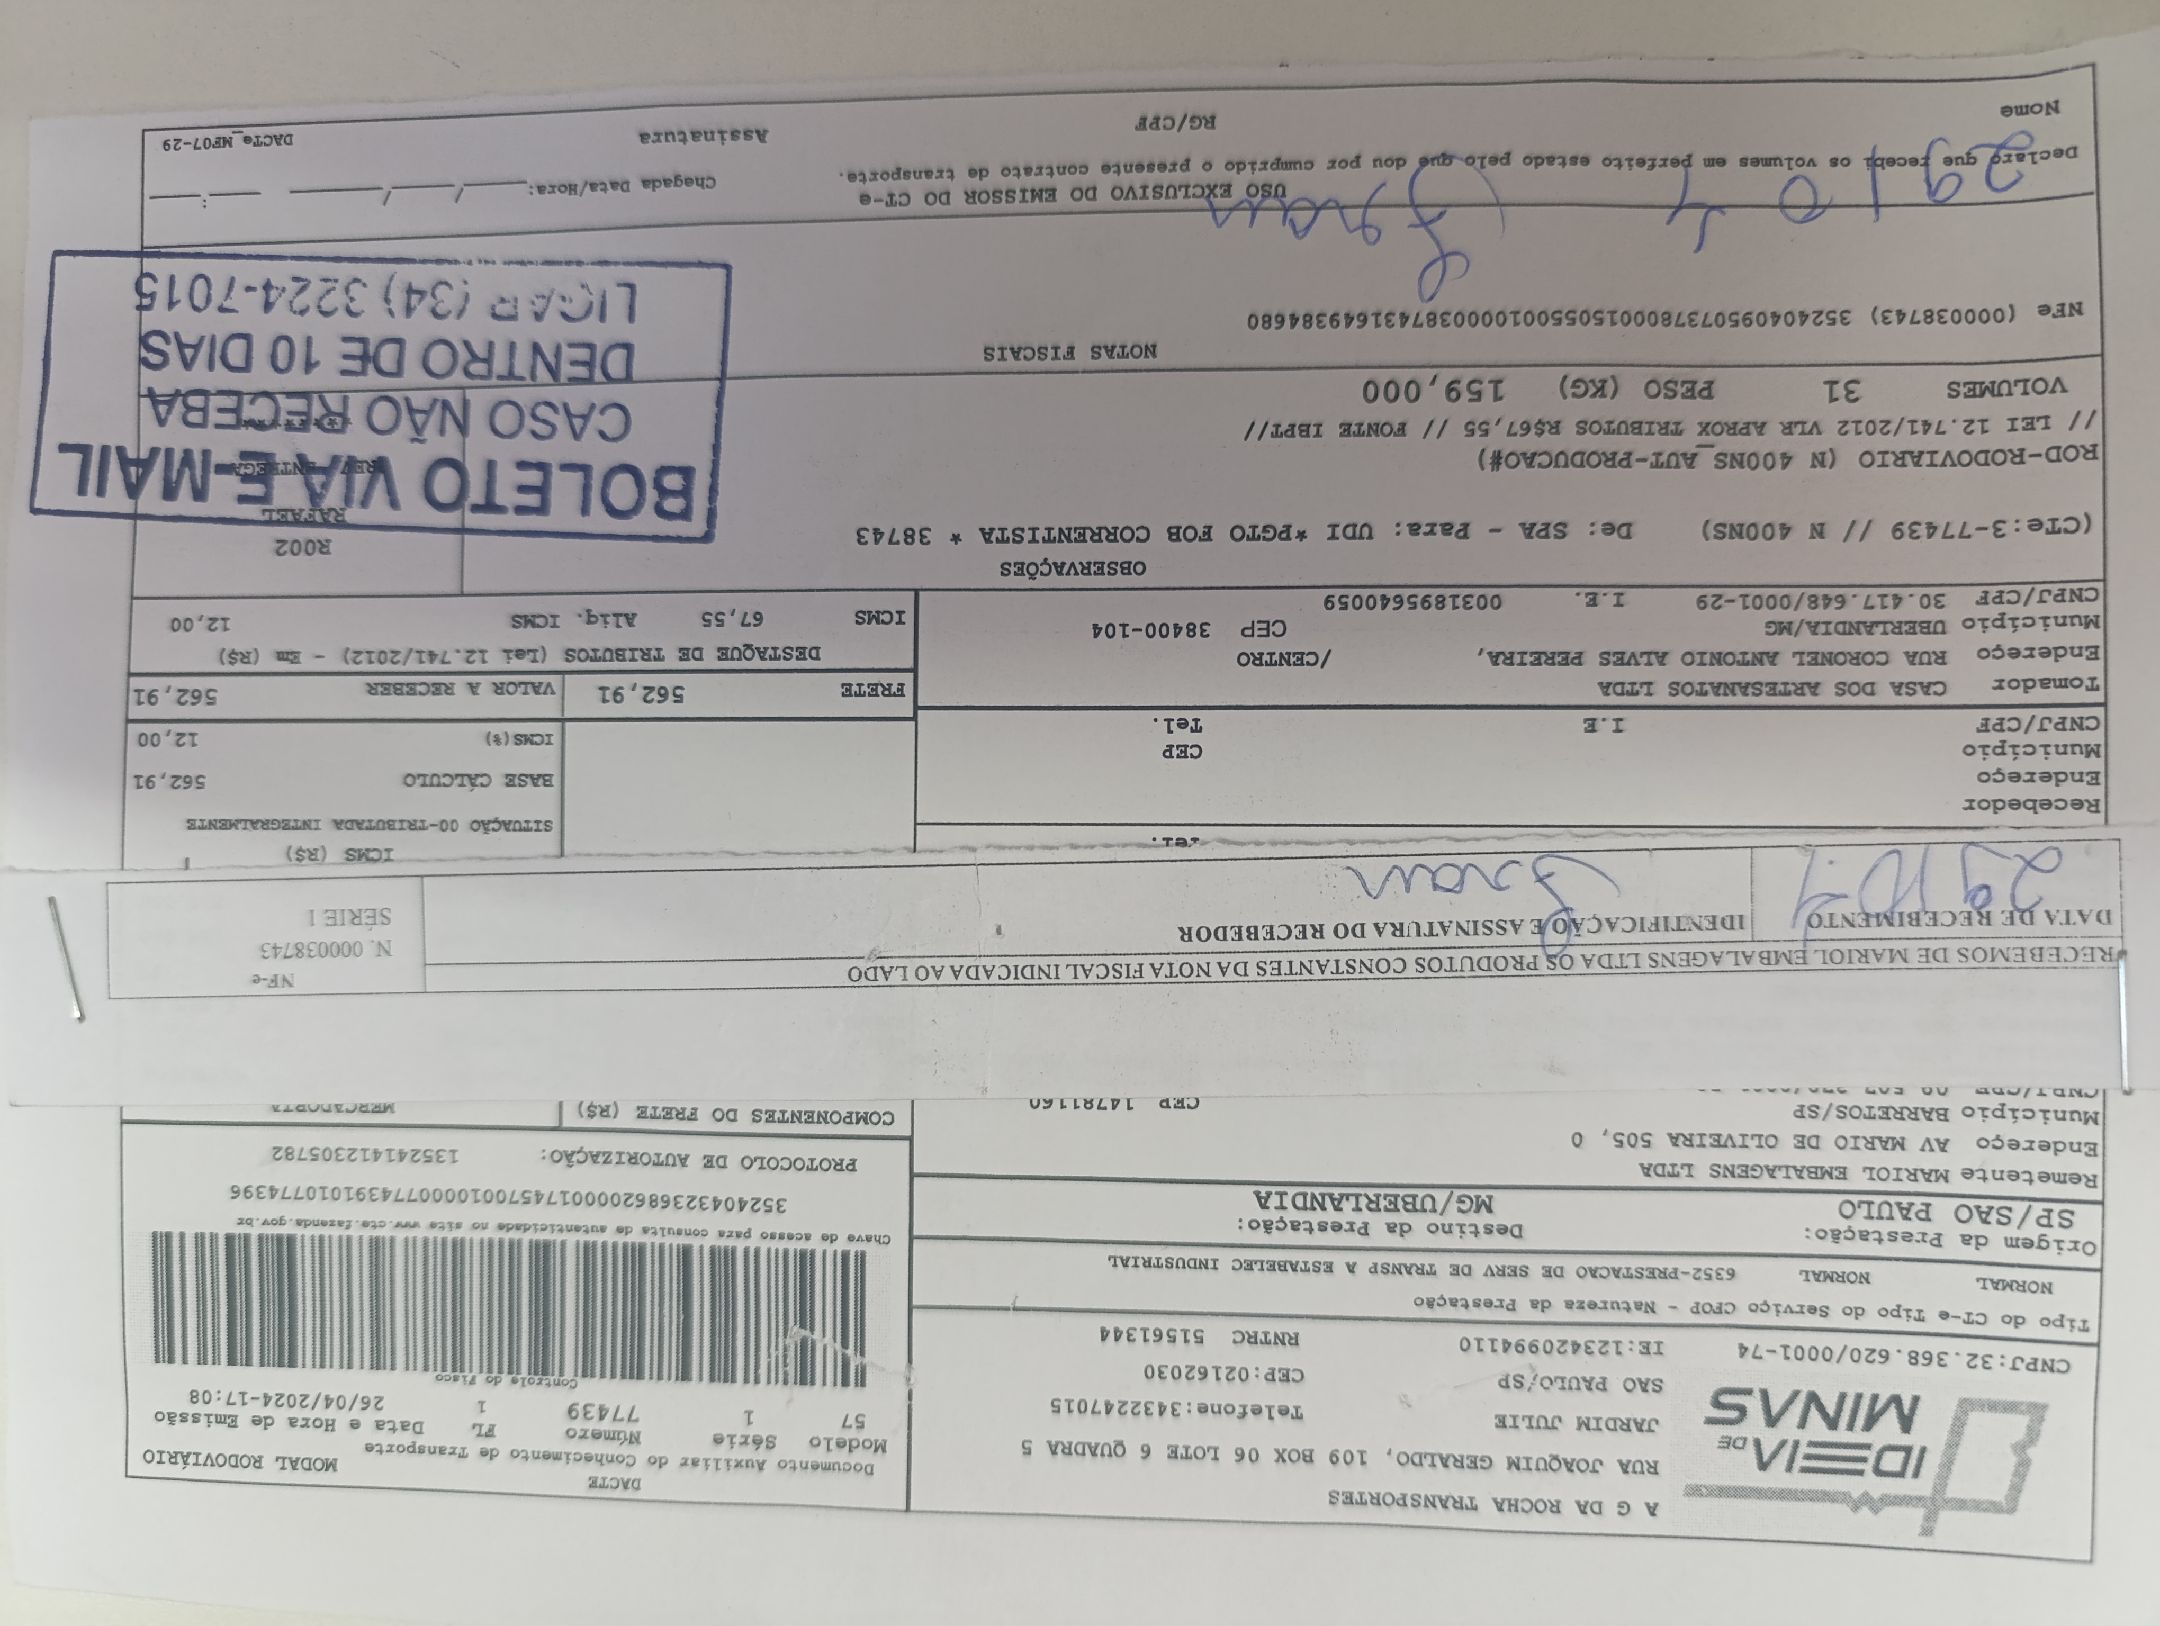 IDEIA DE MINAS
A G DA ROCHA TRANSPORTES
RUA JOAQUIM GERALDO, 109 BOX 06 LOTE 6 QUADRA 5
JARDIM JULIE Telefone:3432247015
SAO PAULO/SP CEP:02162030
CNPJ:32.368.620/0001-74 IE:123420994110 RNTRC 51561344
DACTE
Documento Auxiliar do Conhecimento de Transporte MODAL RODOVIÁRIO
Modelo Série Número FL Data e Hora de Emissão
57 1 77439 1 26/04/2024-17:08
Controle do Fisco
Chave de acesso para consulta de autenticidade no site www.cte.fazenda.gov.br
35240432368620000174570010000774391010774396
PROTOCOLO DE AUTORIZAÇÃO: 135241412305782
Tipo do CT-e Tipo do Serviço CFOP - Natureza da Prestação
NORMAL NORMAL 6352-PRESTACAO DE SERV DE TRANSP A ESTABELEC INDUSTRIAL
Origem da Prestação: Destino da Prestação:
SP/SAO PAULO MG/UBERLANDIA
Remetente MARIOL EMBALAGENS LTDA
Endereço AV MARIO DE OLIVEIRA 505, 0
Município BARRETOS/SP CEP 14781160
CNPJ/CPF
COMPONENTES DO FRETE (R$) MERCADORIA
RECEBEMOS DE MARIOL EMBALAGENS LTDA OS PRODUTOS CONSTANTES DA NOTA FISCAL INDICADA AO LADO
DATA DE RECEBIMENTO IDENTIFICAÇÃO E ASSINATURA DO RECEBEDOR
NF-e
N. 000038743
SÉRIE 1
Tel.
ICMS (R$)
SITUAÇÃO 00-TRIBUTADA INTEGRALMENTE
BASE CÁLCULO 562,91
ICMS(%) 12,00
Recebedor
Endereço
Município CEP
CNPJ/CPF I.E Tel.
FRETE 562,91 VALOR A RECEBER 562,91
Tomador CASA DOS ARTESANATOS LTDA
Endereço RUA CORONEL ANTONIO ALVES PEREIRA, /CENTRO
Município UBERLANDIA/MG CEP 38400-104
CNPJ/CPF 30.417.648/0001-29 I.E. 0031895640059
DESTAQUE DE TRIBUTOS (Lei 12.741/2012) - Em (R$)
ICMS 67,55 Aliq. ICMS 12,00
OBSERVAÇÕES
(CTe:3-77439 // N 400NS) De: SPA - Para: UDI *PGTO FOB CORRENTISTA * 38743
ROD-RODOVIARIO (N 400NS_AUT-PRODUCAO#)
// LEI 12.741/2012 VLR APROX TRIBUTOS R$67,55 // FONTE IBPT//
VOLUMES 31 PESO (KG) 159,000
R002
RAFAEL
BOLETO VIA E-MAIL
CASO NÃO RECEBA
DENTRO DE 10 DIAS
LIGAR (34) 3224-7015
NOTAS FISCAIS
NFe (000038743) 35240409507378000150550010000387431649384680
USO EXCLUSIVO DO EMISSOR DO CT-e
Declaro que recebi os volumes em perfeito estado pelo que dou por cumprido o presente contrato de transporte.
Chegada Data/Hora: ____/____/____ __:__
Nome RG/CPF Assinatura
DACTe_MF07-29